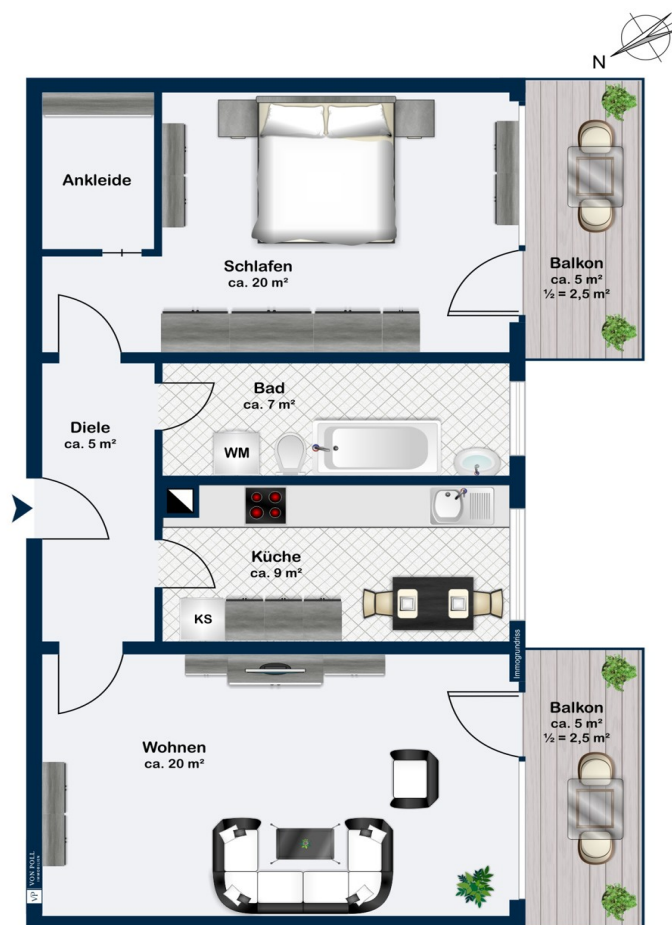 N
Ankleide
Schlafen
ca. 20 m²
Balkon
ca. 5 m²
½ = 2,5 m²
Bad
ca. 7 m²
Diele
ca. 5 m²
WM
Küche
ca. 9 m²
KS
Immogrundriss
Wohnen
ca. 20 m²
Balkon
ca. 5 m²
½ = 2,5 m²
VP
VON POLL
IMMOBILIEN